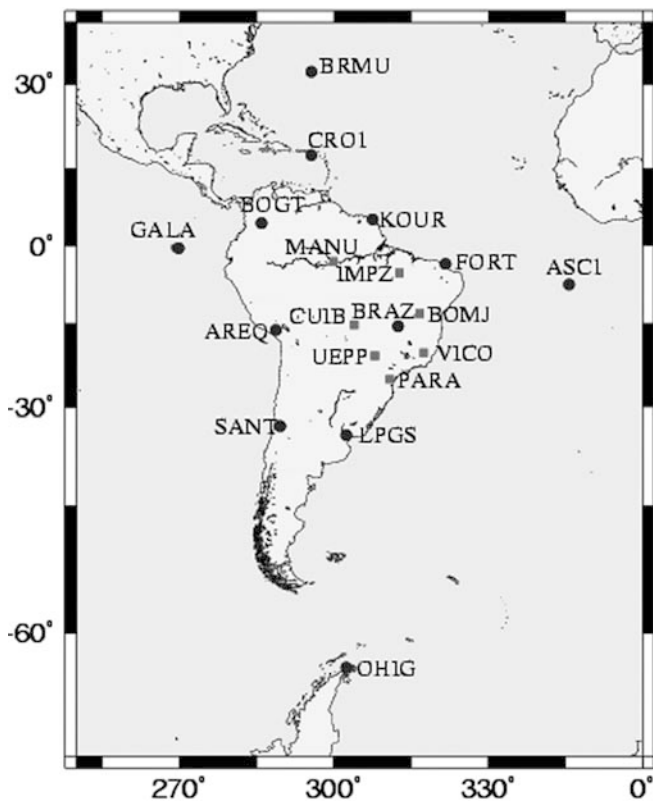 30°
BRMU
CRO1
BOGT
KOUR
GALA
0°
MANU
FORT
IMPZ
ASC1
CUIB
BRAZ
BOMJ
AREQ
UEPP
VICO
PARA
-30°
SANT
LPGS
-60°
OH1G
270°
300°
330°
0°